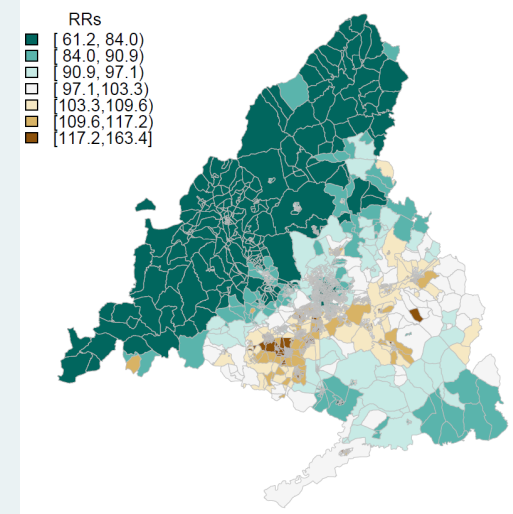 RRs
[ 61.2, 84.0)
[ 84.0, 90.9)
[ 90.9, 97.1)
[ 97.1,103.3)
[103.3,109.6)
[109.6,117.2)
[117.2,163.4]